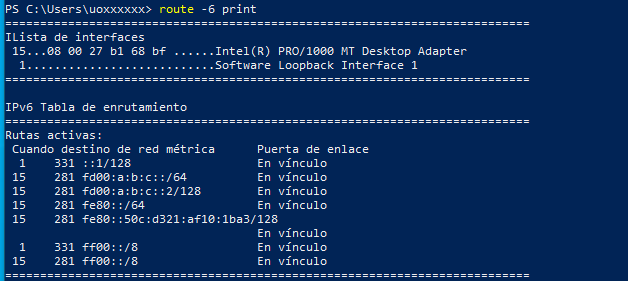 PS C:\Users\uoxxxxxx> route -6 print
===========================================================================
ILista de interfaces
 15...08 00 27 b1 68 bf ......Intel(R) PRO/1000 MT Desktop Adapter
  1...........................Software Loopback Interface 1
===========================================================================
IPv6 Tabla de enrutamiento
===========================================================================
Rutas activas:
 Cuando destino de red métrica      Puerta de enlace
  1    331 ::1/128                  En vínculo
 15    281 fd00:a:b:c::/64          En vínculo
 15    281 fd00:a:b:c::2/128        En vínculo
 15    281 fe80::/64                En vínculo
 15    281 fe80::50c:d321:af10:1ba3/128
                                    En vínculo
  1    331 ff00::/8                 En vínculo
 15    281 ff00::/8                 En vínculo
===========================================================================